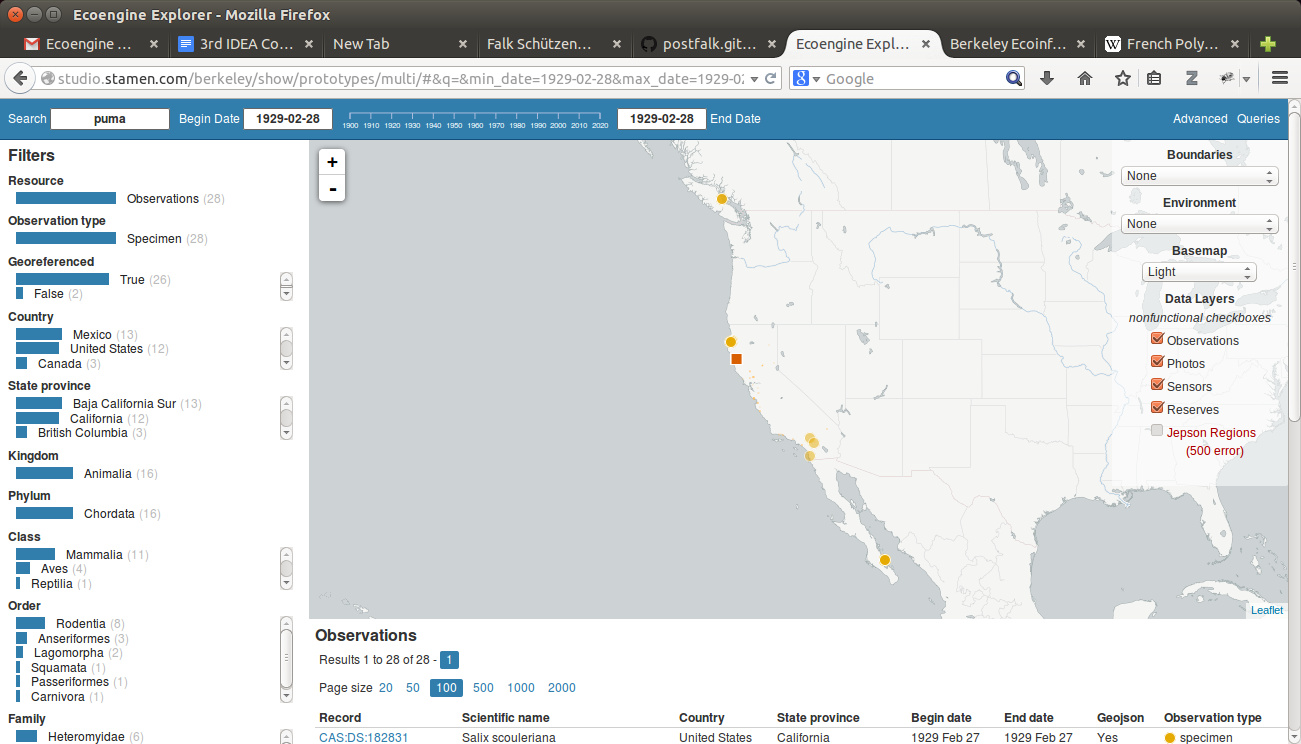 Ecoengine Explorer - Mozilla Firefox
Ecoengine ... 3rd IDEA Co... New Tab Falk Schützen... postfalk.git... Ecoengine Expl... Berkeley Ecoinf... French Poly...
studio.stamen.com/berkeley/show/prototypes/multi/#&q=&min_date=1929-02-28&max_date=1929-02 Google
Search puma Begin Date 1929-02-28 1900 1910 1920 1930 1940 1950 1960 1970 1980 1990 2000 2010 2020 1929-02-28 End Date Advanced Queries
Filters
Resource
Observations (28)
Observation type
Specimen (28)
Georeferenced
True (26)
False (2)
Country
Mexico (13)
United States (12)
Canada (3)
State province
Baja California Sur (13)
California (12)
British Columbia (3)
Kingdom
Animalia (16)
Phylum
Chordata (16)
Class
Mammalia (11)
Aves (4)
Reptilia (1)
Order
Rodentia (8)
Anseriformes (3)
Lagomorpha (2)
Squamata (1)
Passeriformes (1)
Carnivora (1)
Family
Heteromyidae (6)
+
-
Boundaries
None
Environment
None
Basemap
Light
Data Layers
nonfunctional checkboxes
Observations
Photos
Sensors
Reserves
Jepson Regions
(500 error)
Leaflet
Observations
Results 1 to 28 of 28 - 1
Page size 20 50 100 500 1000 2000
Record Scientific name Country State province Begin date End date Geojson Observation type
CAS:DS:182831 Salix scouleriana United States California 1929 Feb 27 1929 Feb 27 Yes specimen